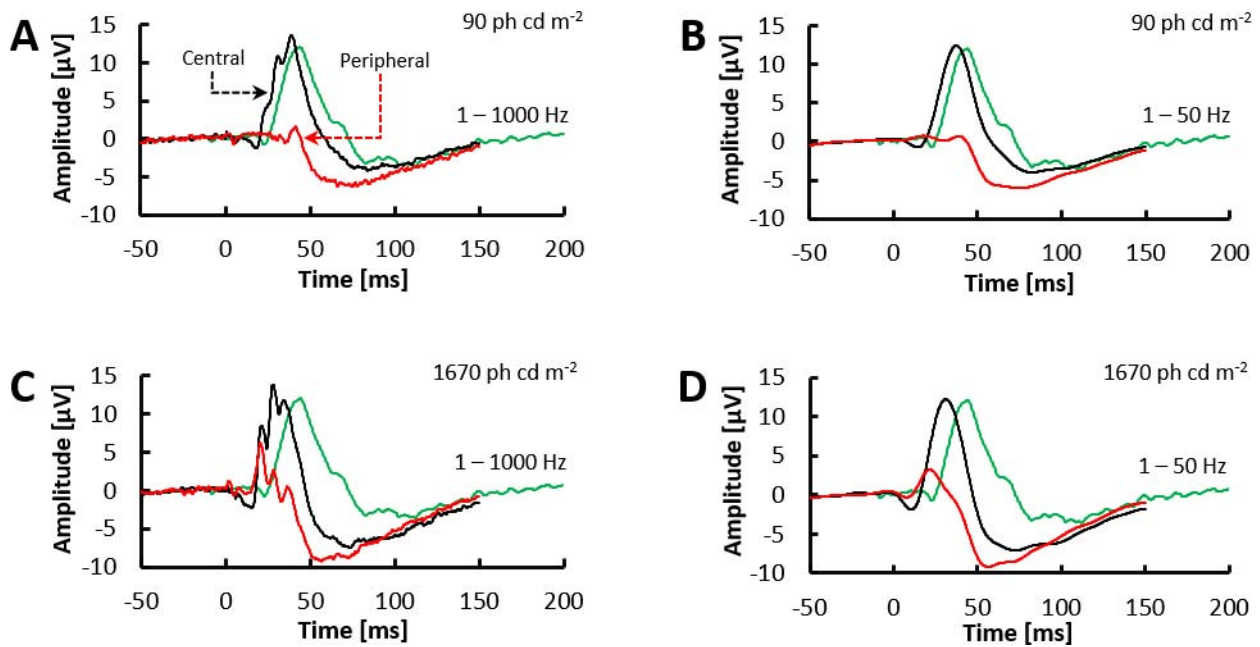 A
90 ph cd m⁻²
Central
Peripheral
1 – 1000 Hz
Amplitude [µV]
15
10
5
0
-5
-10
-50 0 50 100 150 200
Time [ms]
B
90 ph cd m⁻²
1 – 50 Hz
Amplitude [µV]
15
10
5
0
-5
-10
-50 0 50 100 150 200
Time [ms]
C
1670 ph cd m⁻²
1 – 1000 Hz
Amplitude [µV]
15
10
5
0
-5
-10
-50 0 50 100 150 200
Time [ms]
D
1670 ph cd m⁻²
1 – 50 Hz
Amplitude [µV]
15
10
5
0
-5
-10
-50 0 50 100 150 200
Time [ms]